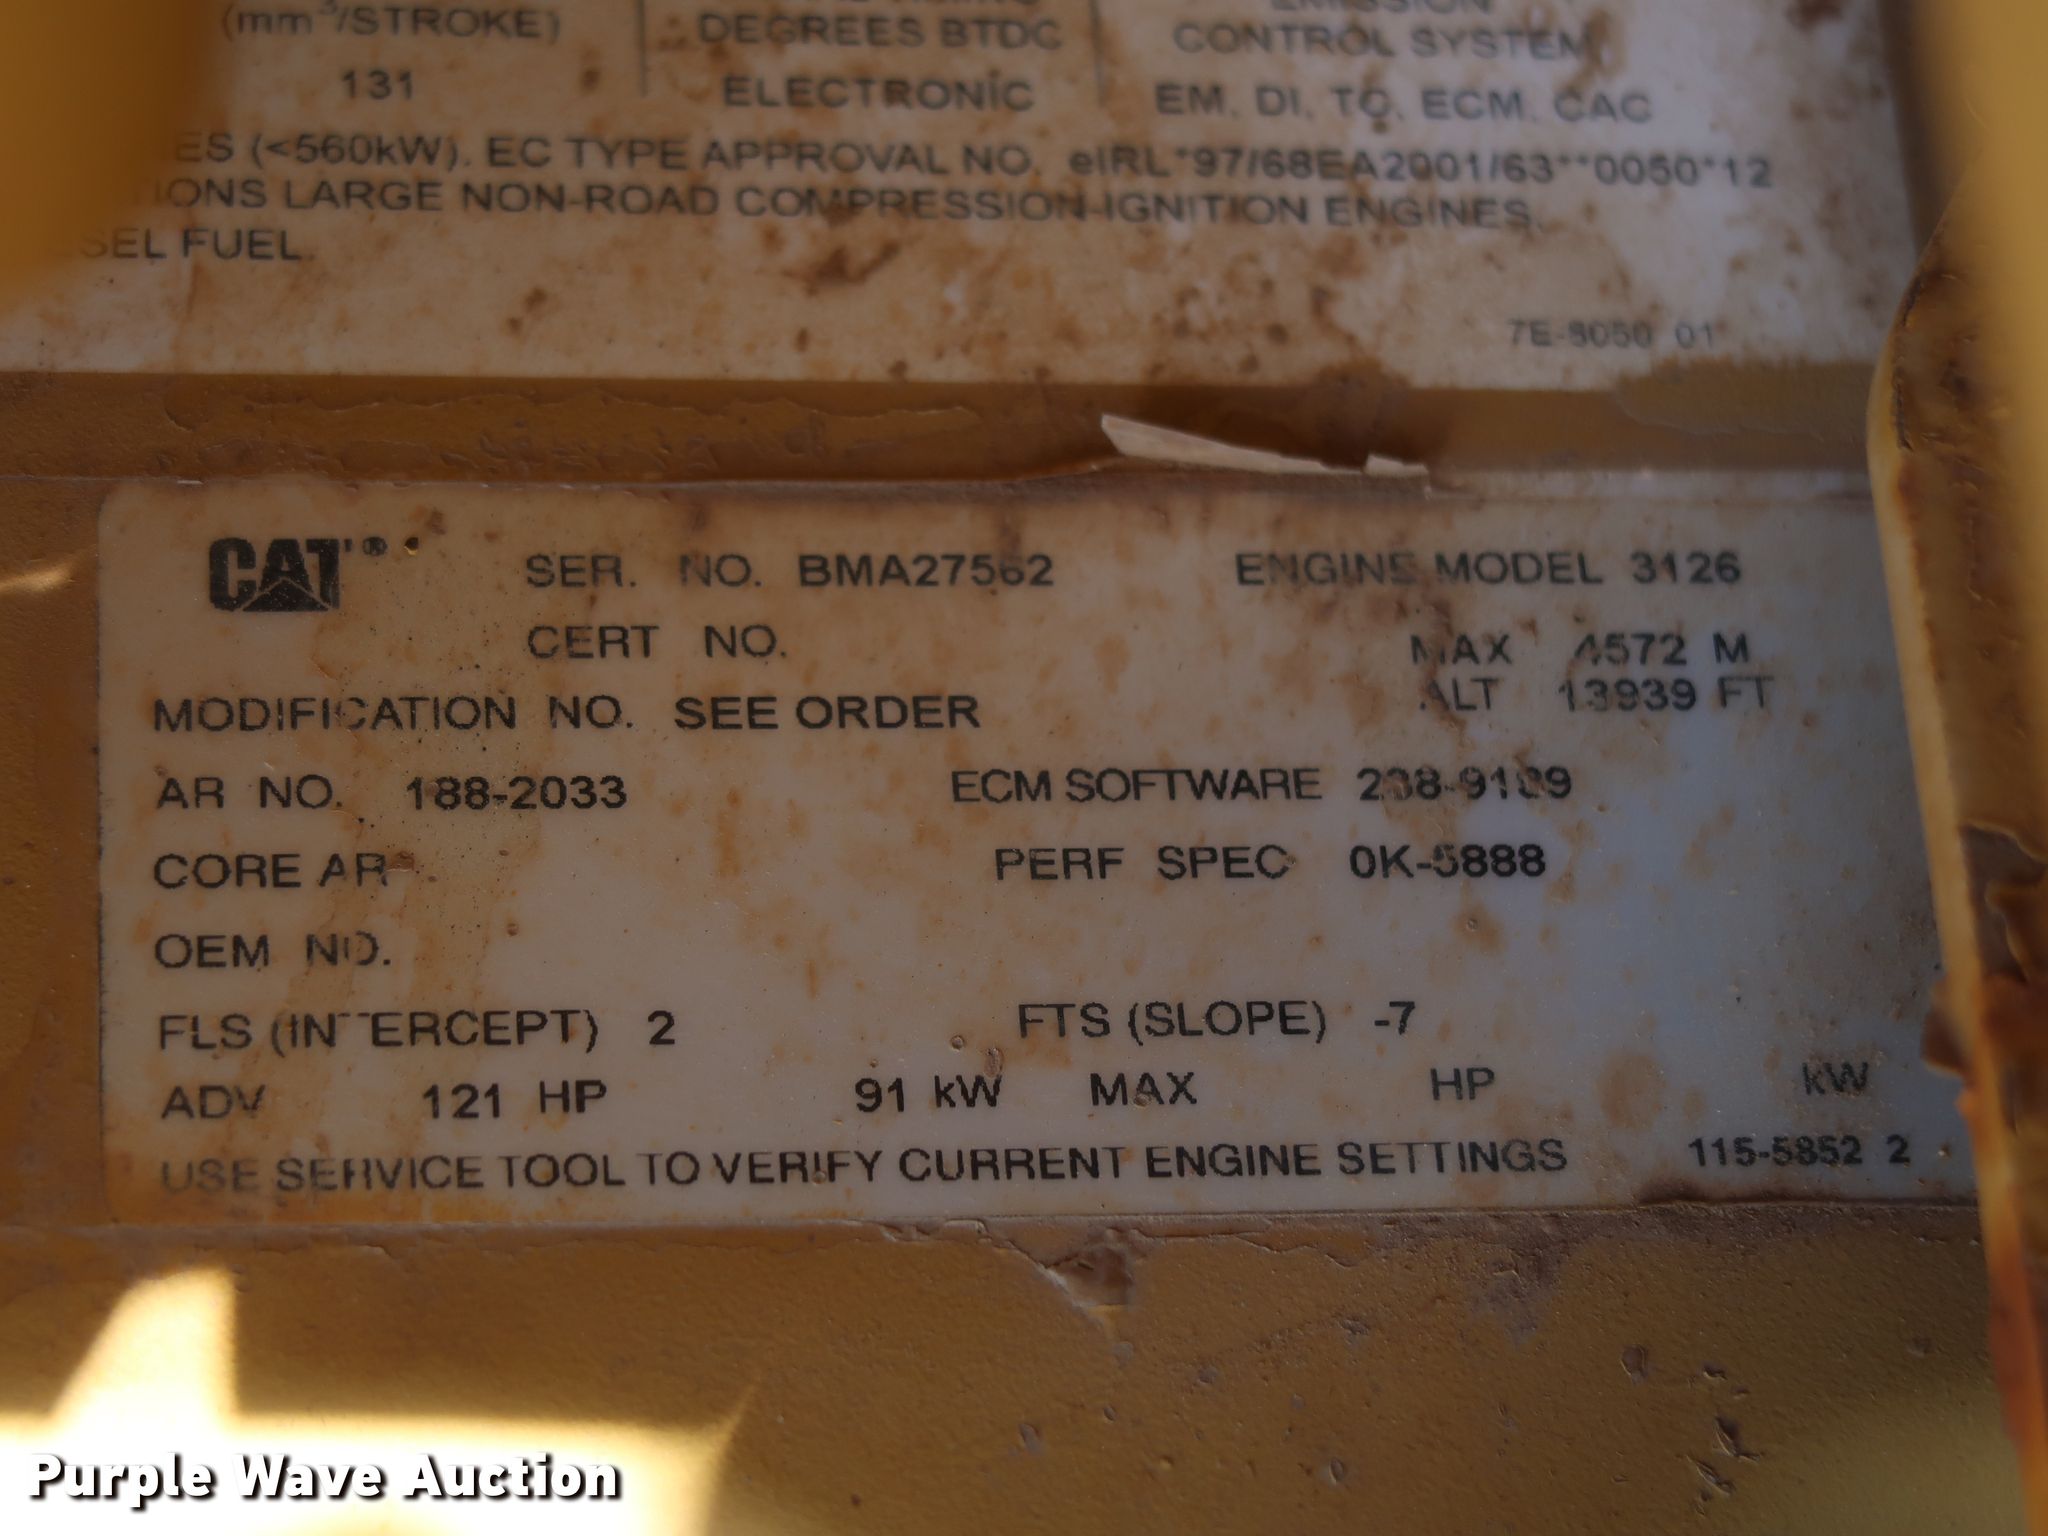 (mm³/STROKE)
DEGREES BTDC
EMISSION
CONTROL SYSTEM
131
ELECTRONIC
EM, DI, TC, ECM, CAC
ES (<560kW). EC TYPE APPROVAL NO. eIRL*97/68EA2001/63**0050*12
TIONS LARGE NON-ROAD COMPRESSION-IGNITION ENGINES.
SEL FUEL.
7E-8050 01
CAT®
SER. NO. BMA27562
ENGINE MODEL 3126
CERT NO.
MAX 4572 M
ALT 13939 FT
MODIFICATION NO. SEE ORDER
AR NO. 188-2033
ECM SOFTWARE 238-9189
CORE AR
PERF SPEC 0K-5888
OEM NO.
FLS (INTERCEPT) 2
FTS (SLOPE) -7
ADV 121 HP 91 kW MAX HP kW
USE SERVICE TOOL TO VERIFY CURRENT ENGINE SETTINGS 115-5852 2
Purple Wave Auction